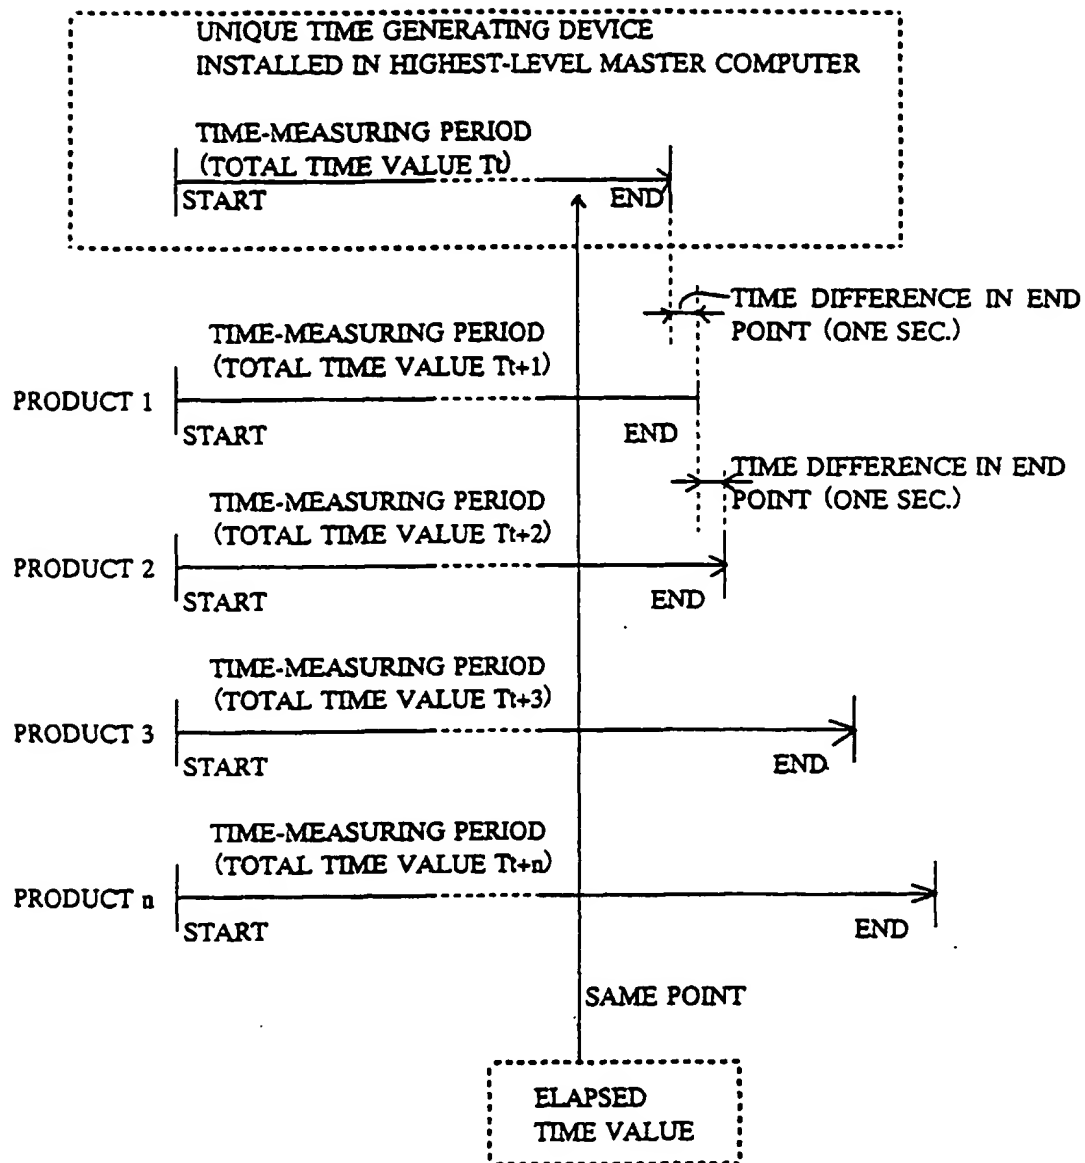 UNIQUE TIME GENERATING DEVICE
INSTALLED IN HIGHEST-LEVEL MASTER COMPUTER
TIME-MEASURING PERIOD
(TOTAL TIME VALUE Tt)
START
END
TIME DIFFERENCE IN END
POINT (ONE SEC.)
TIME-MEASURING PERIOD
(TOTAL TIME VALUE Tt+1)
PRODUCT 1
START
END
TIME DIFFERENCE IN END
POINT (ONE SEC.)
TIME-MEASURING PERIOD
(TOTAL TIME VALUE Tt+2)
PRODUCT 2
START
END
TIME-MEASURING PERIOD
(TOTAL TIME VALUE Tt+3)
PRODUCT 3
START
END
TIME-MEASURING PERIOD
(TOTAL TIME VALUE Tt+n)
PRODUCT n
START
END
SAME POINT
ELAPSED
TIME VALUE